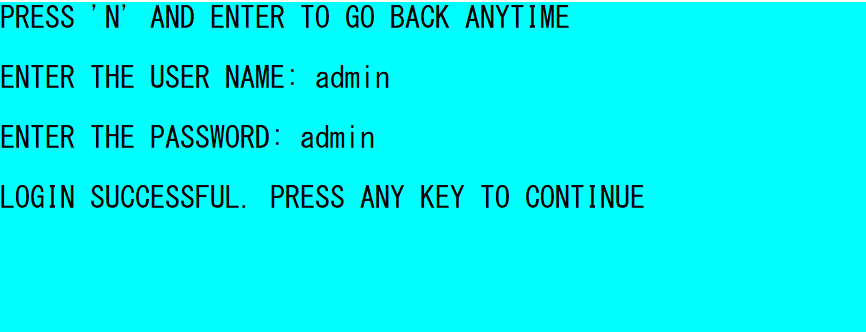 PRESS 'N' AND ENTER TO GO BACK ANYTIME
ENTER THE USER NAME: admin
ENTER THE PASSWORD: admin
LOGIN SUCCESSFUL. PRESS ANY KEY TO CONTINUE